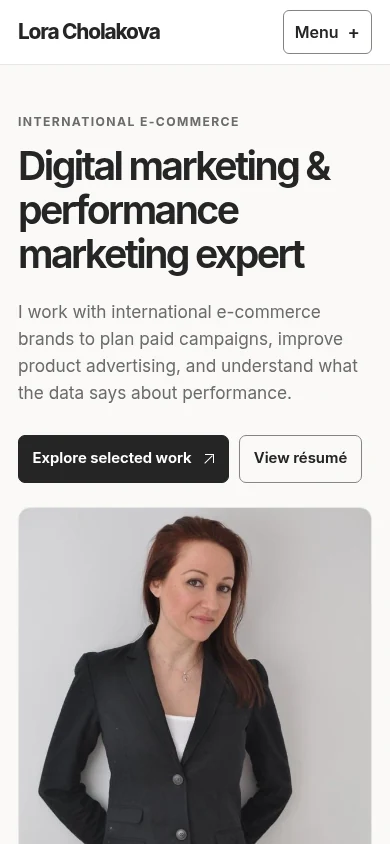 Lora Cholakova
Menu +
INTERNATIONAL E-COMMERCE
Digital marketing &
performance
marketing expert
I work with international e-commerce
brands to plan paid campaigns, improve
product advertising, and understand what
the data says about performance.
Explore selected work
View résumé